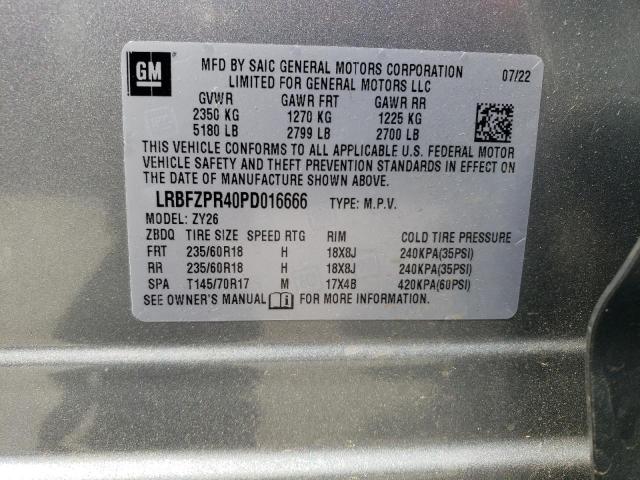 GM
MFD BY SAIC GENERAL MOTORS CORPORATION 07/22
LIMITED FOR GENERAL MOTORS LLC
GVWR GAWR FRT GAWR RR
2350 KG 1270 KG 1225 KG
5180 LB 2799 LB 2700 LB
THIS VEHICLE CONFORMS TO ALL APPLICABLE U.S. FEDERAL MOTOR
VEHICLE SAFETY AND THEFT PREVENTION STANDARDS IN EFFECT ON
THE DATE OF MANUFACTURE SHOWN ABOVE.
LRBFZPR40PD016666 TYPE: M.P.V.
MODEL: ZY26
ZBDQ TIRE SIZE SPEED RTG RIM COLD TIRE PRESSURE
FRT 235/60R18 H 18X8J 240KPA(35PSI)
RR 235/60R18 H 18X8J 240KPA(35PSI)
SPA T145/70R17 M 17X4B 420KPA(60PSI)
SEE OWNER'S MANUAL FOR MORE INFORMATION.